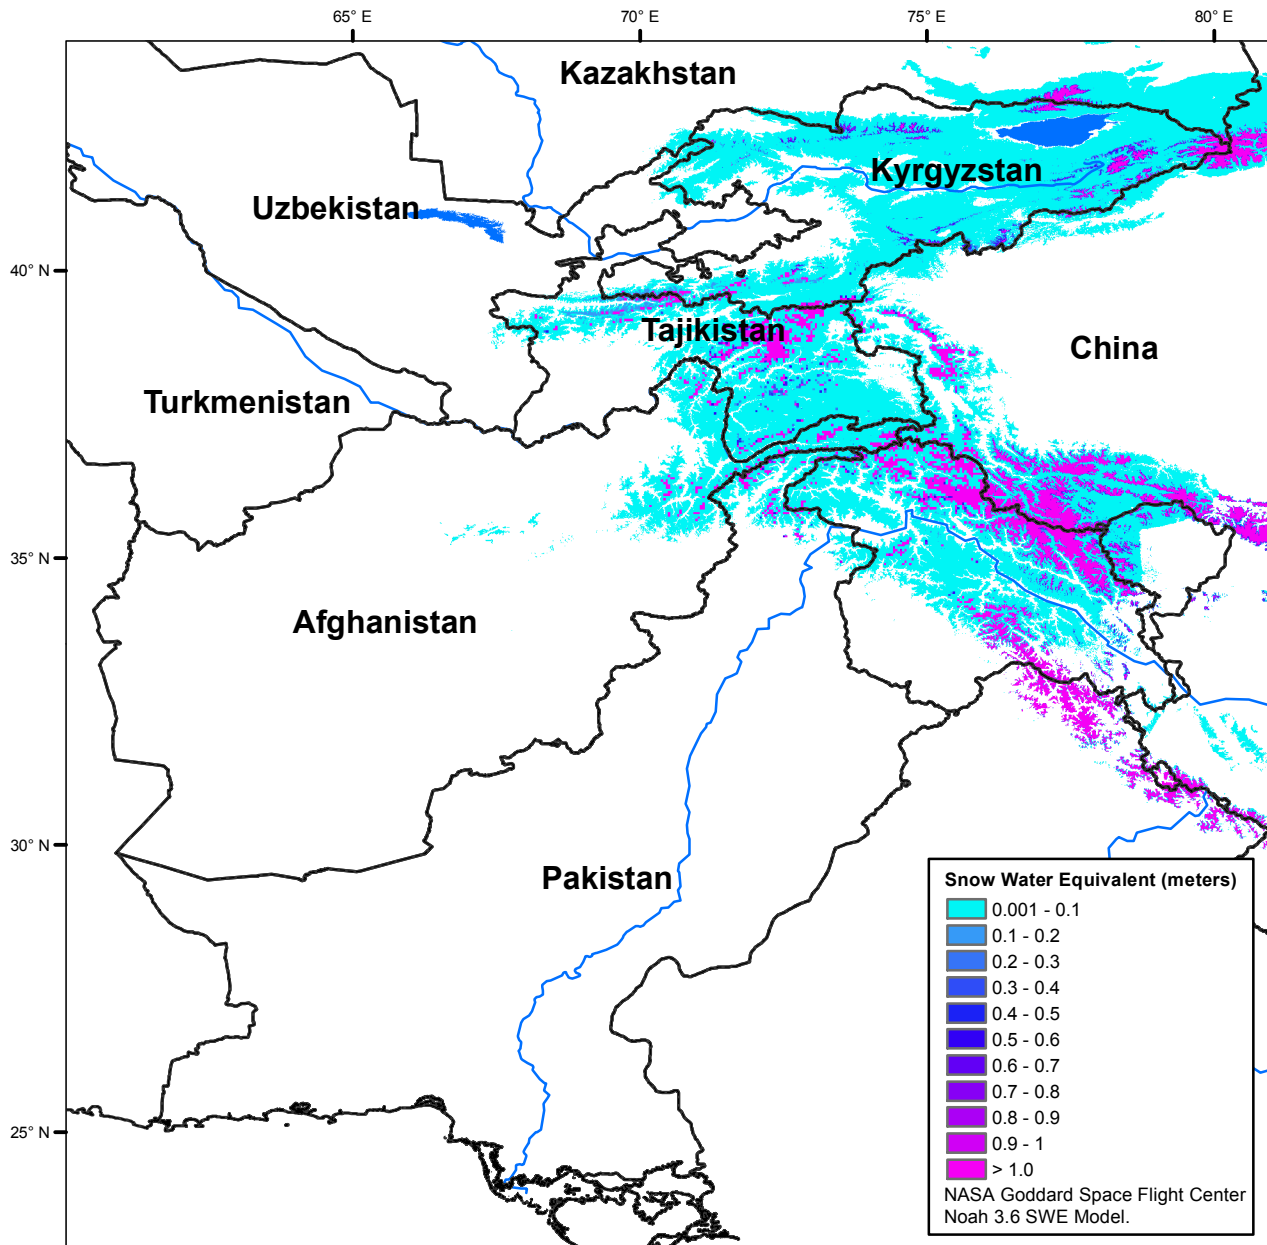 65° E
70° E
75° E
80° E
Kazakhstan
Kyrgyzstan
Uzbekistan
40° N
Tajikistan
China
Turkmenistan
35° N
Afghanistan
30° N
Pakistan
25° N
Snow Water Equivalent (meters)
0.001 - 0.1
0.1 - 0.2
0.2 - 0.3
0.3 - 0.4
0.4 - 0.5
0.5 - 0.6
0.6 - 0.7
0.7 - 0.8
0.8 - 0.9
0.9 - 1
> 1.0
NASA Goddard Space Flight Center
Noah 3.6 SWE Model.